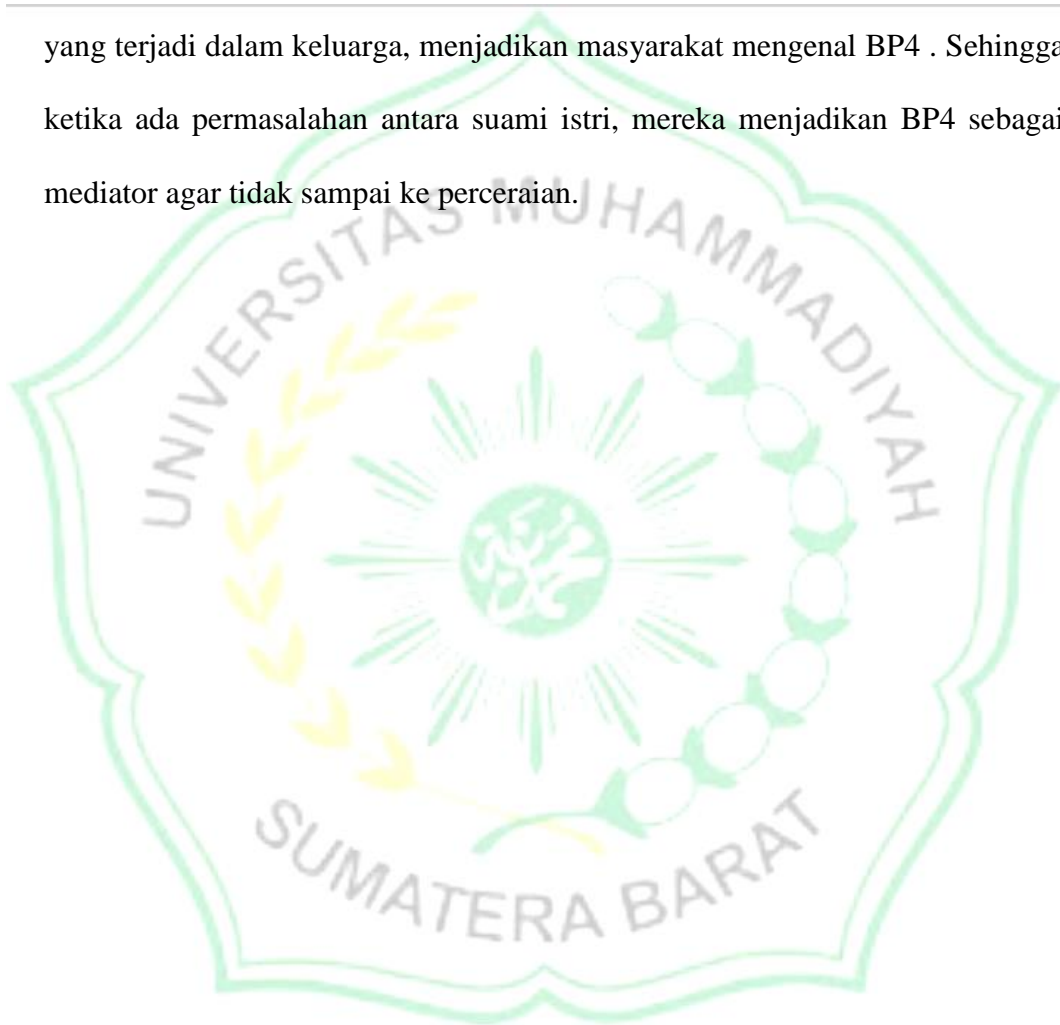 yang terjadi dalam keluarga, menjadikan masyarakat mengenal BP4 . Sehingga
ketika ada permasalahan antara suami istri, mereka menjadikan BP4 sebagai
mediator agar tidak sampai ke perceraian.
UNIVERSITAS MUHAMMADIYAH
SUMATERA BARAT